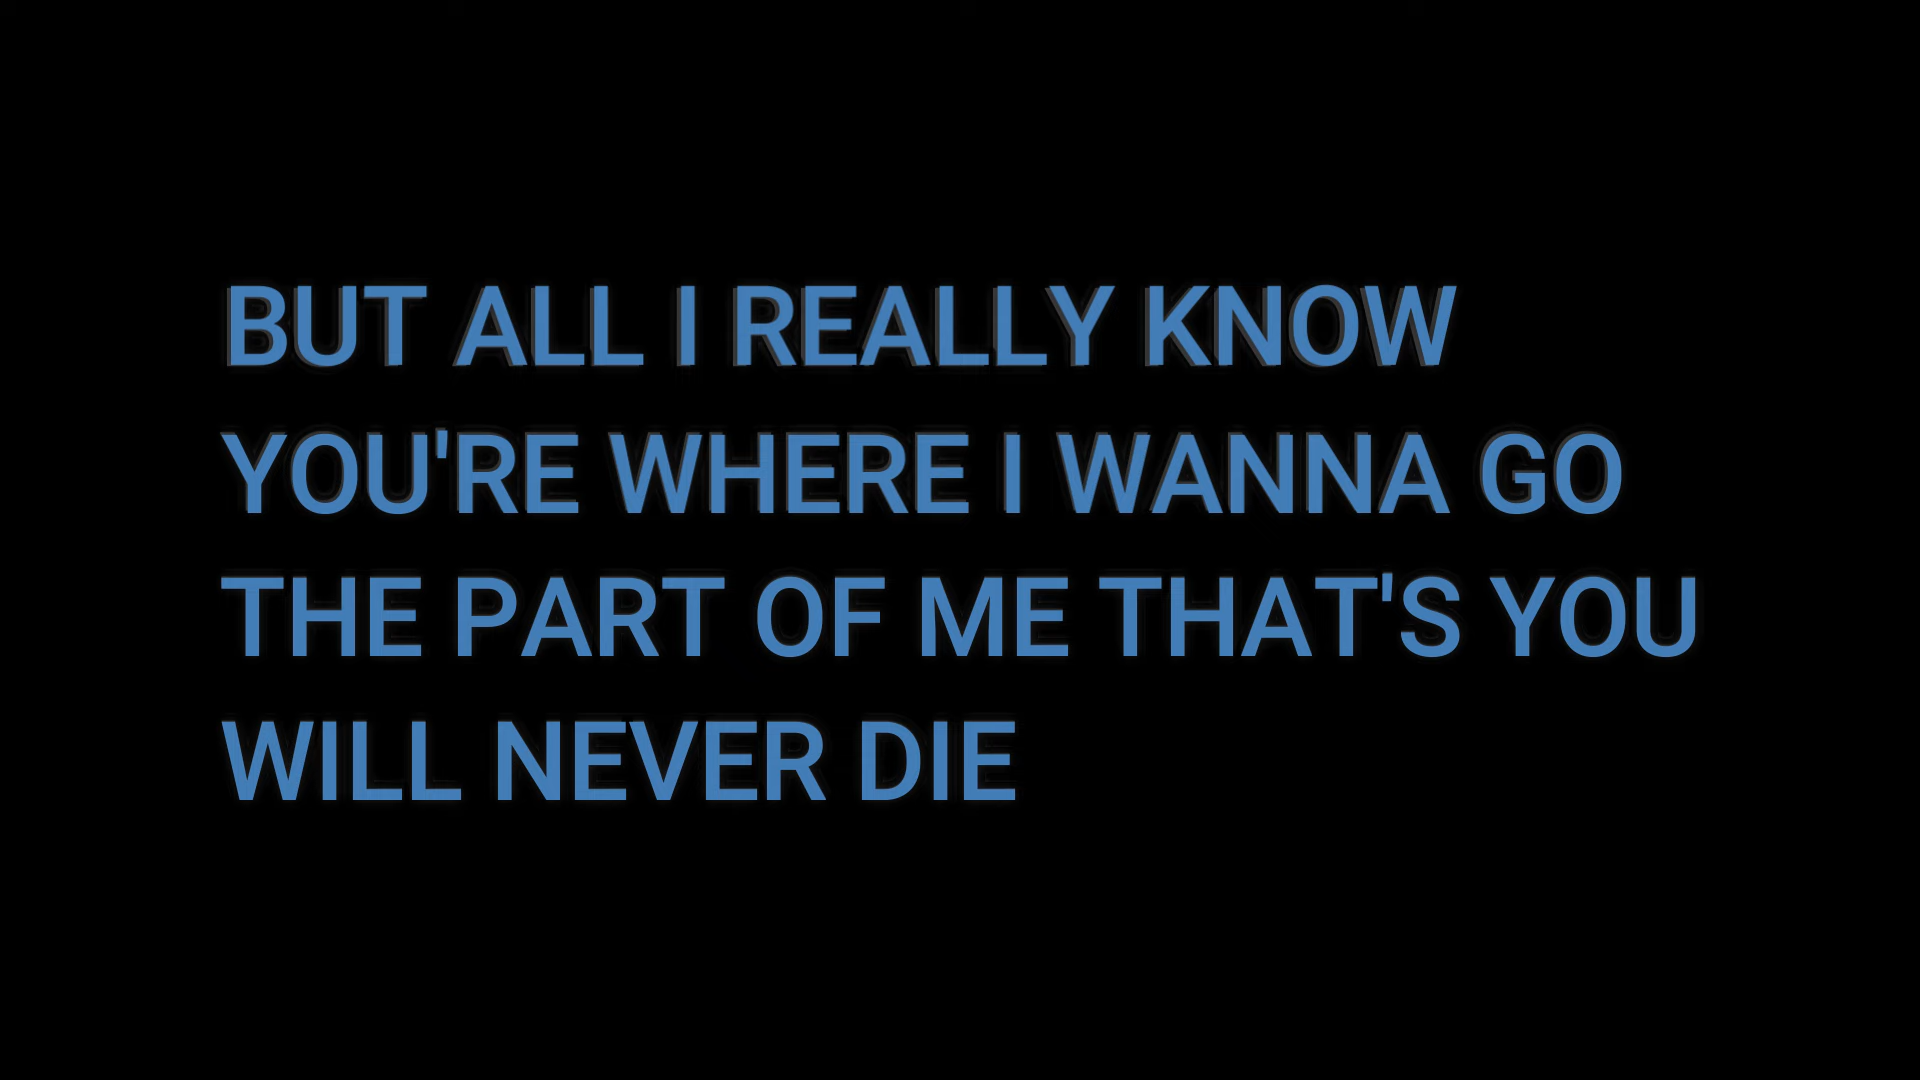 BUT ALL I REALLY KNOW
YOU'RE WHERE I WANNA GO
THE PART OF ME THAT'S YOU
WILL NEVER DIE